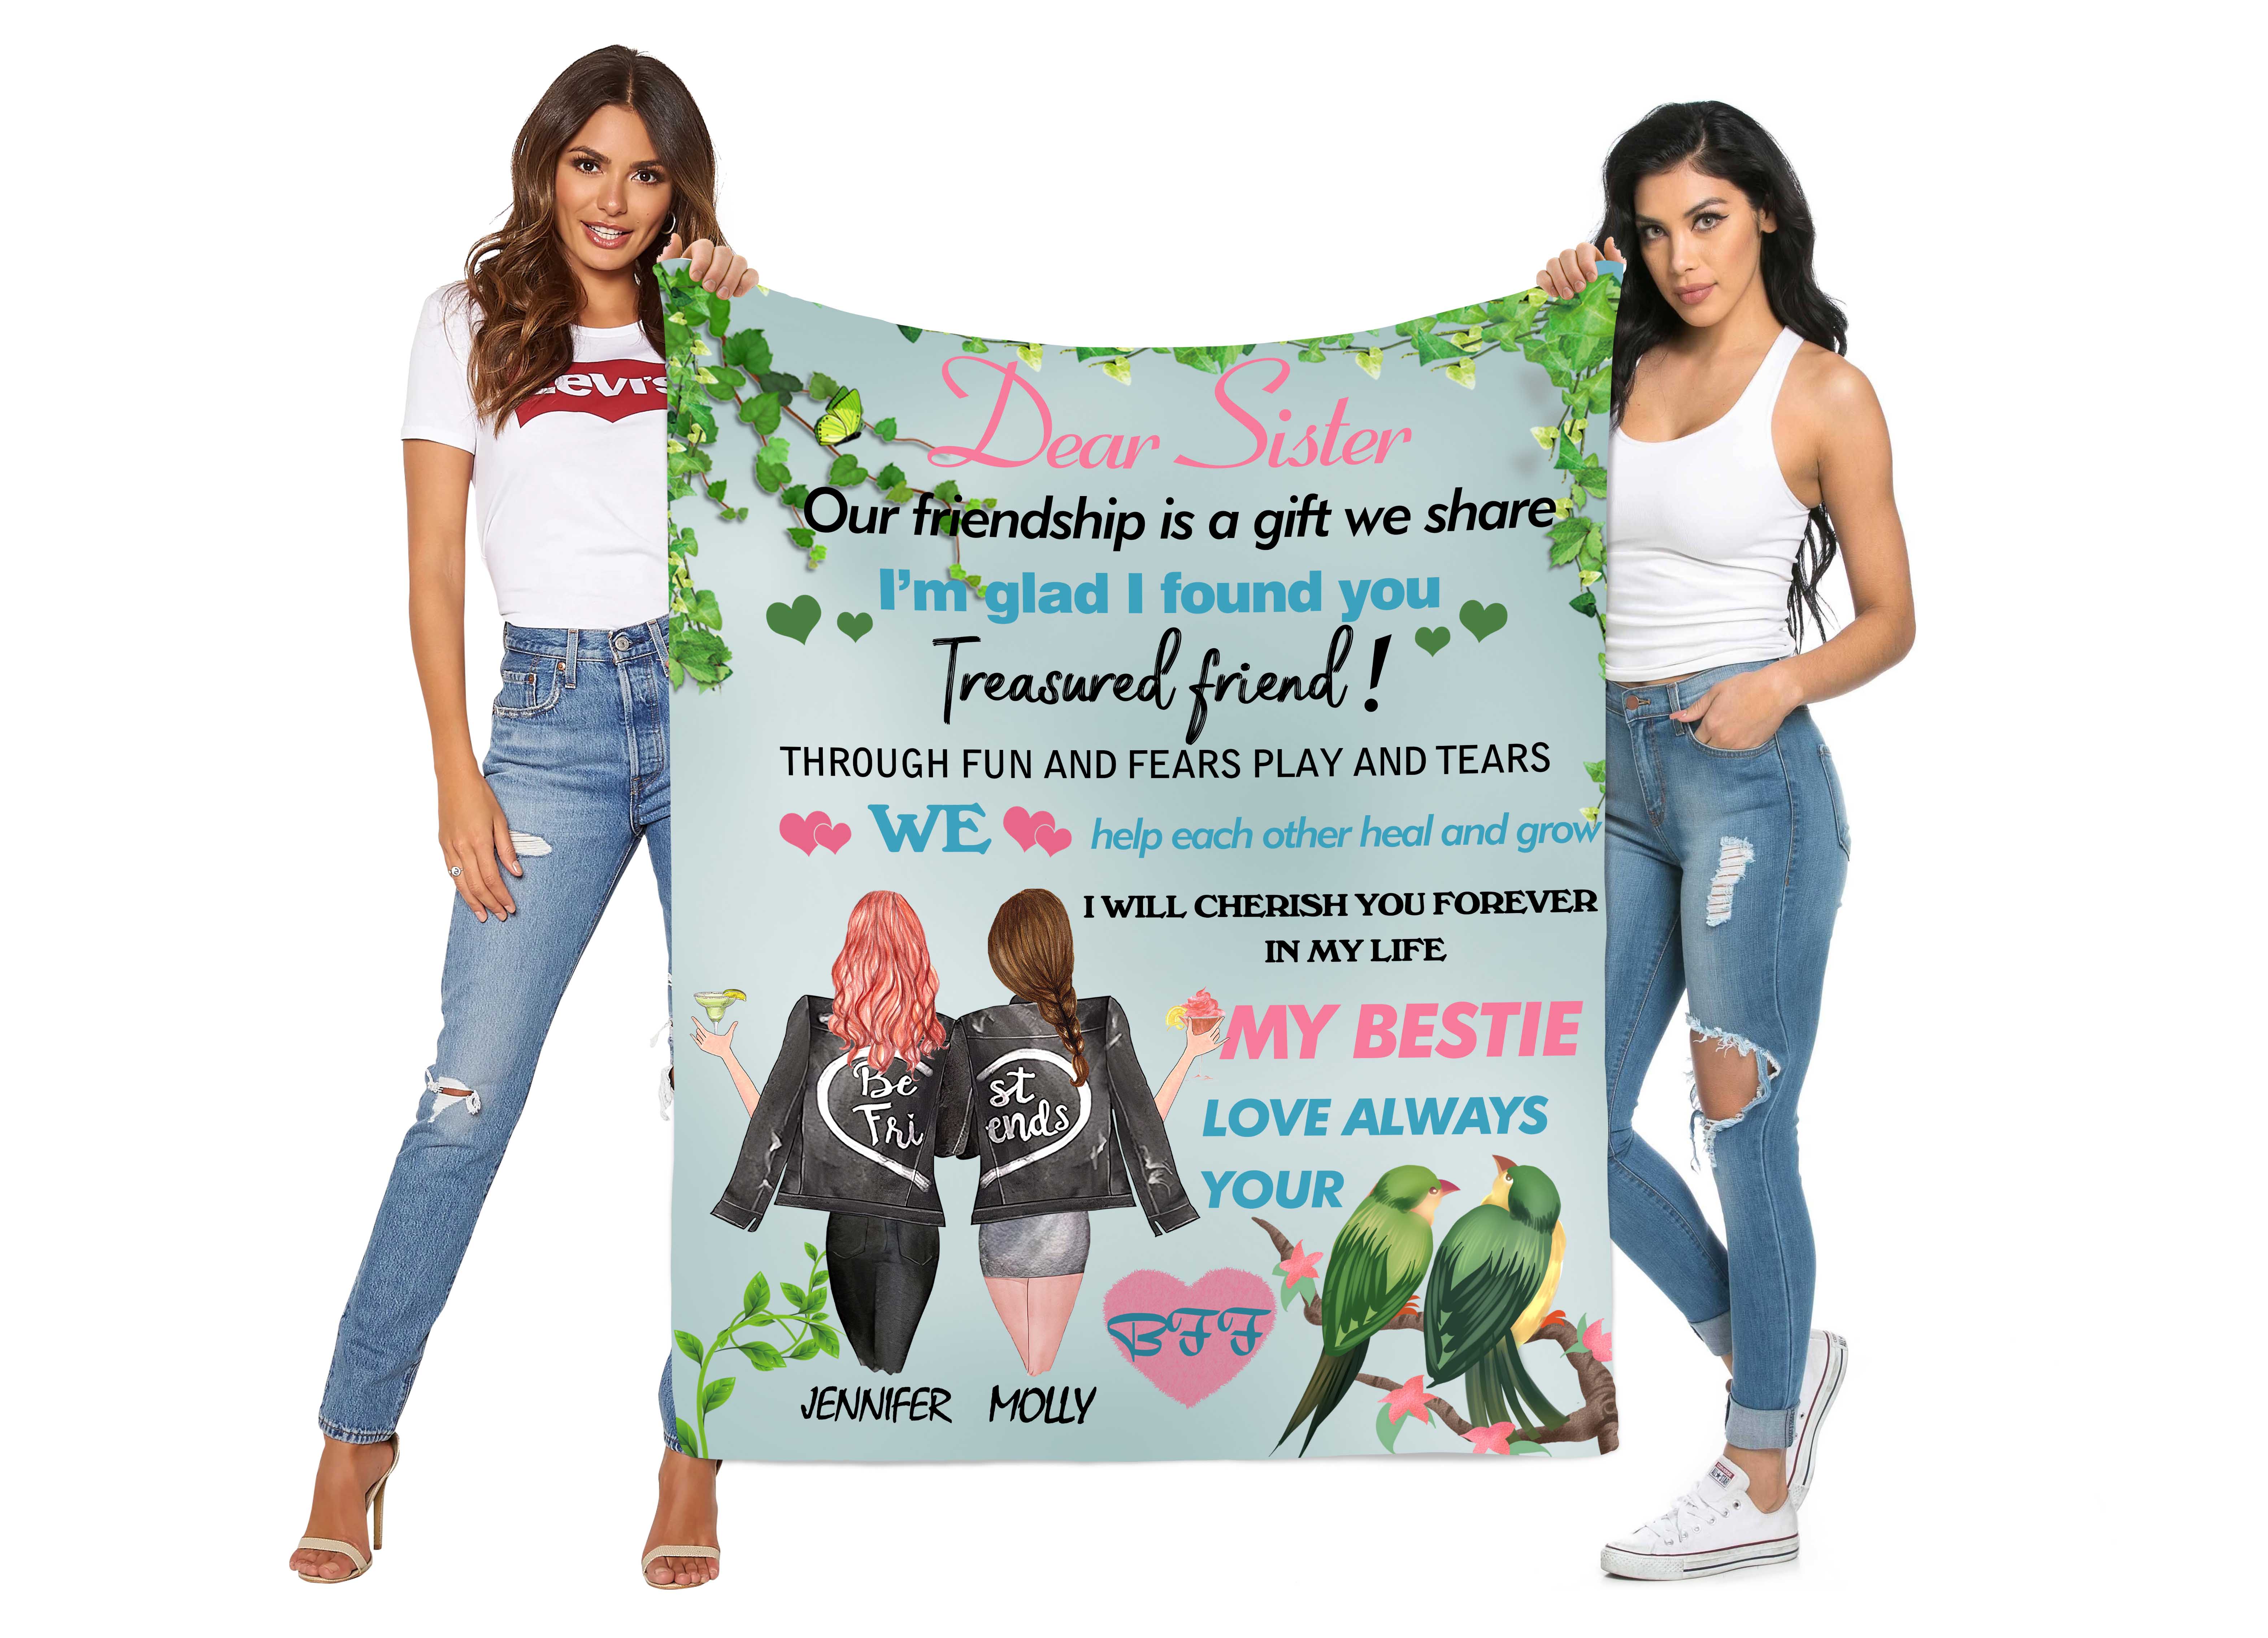 Levi's
Dear Sister
Our friendship is a gift we share
I'm glad I found you
Treasured friend!
THROUGH FUN AND FEARS PLAY AND TEARS
WE help each other heal and grow
I WILL CHERISH YOU FOREVER
IN MY LIFE
MY BESTIE
LOVE ALWAYS
YOUR
Be st
Fri ends
BFF
JENNIFER MOLLY